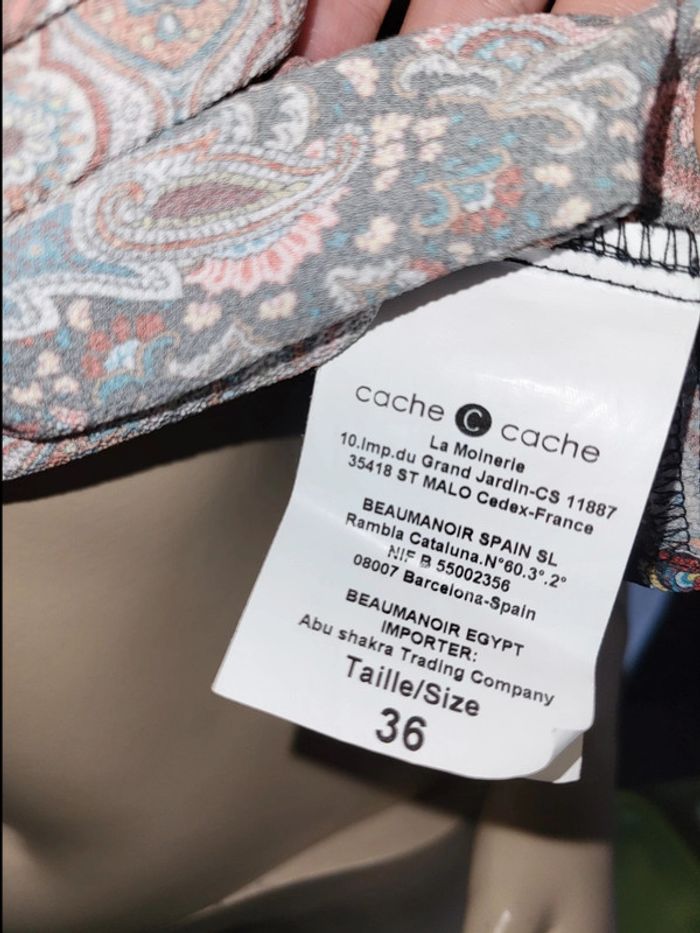 cache C cache
La Moinerie
10.Imp.du Grand Jardin-CS 11887
35418 ST MALO Cedex-France
BEAUMANOIR SPAIN SL
Rambla Cataluna.N°60.3°.2°
NIF B 55002356
08007 Barcelona-Spain
BEAUMANOIR EGYPT
IMPORTER:
Abu shakra Trading Company
Taille/Size
36